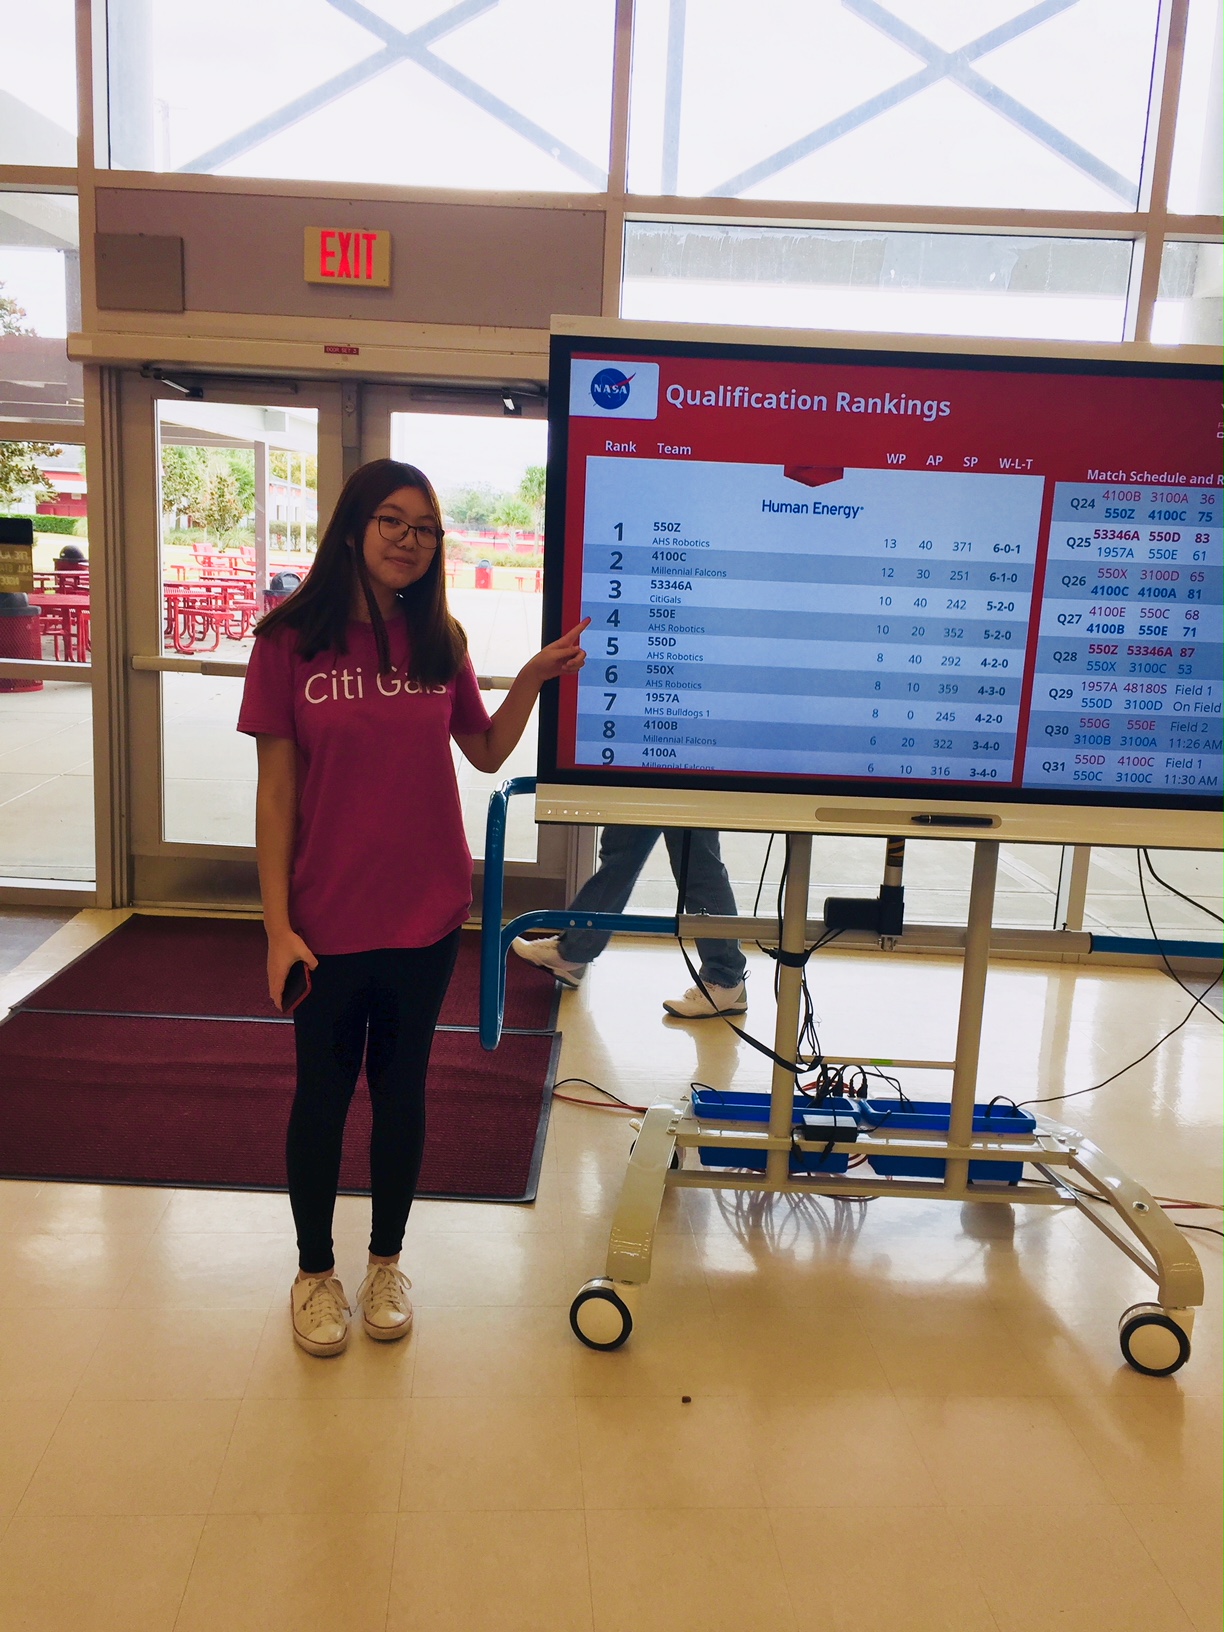 EXIT
NASA
Qualification Rankings
Rank Team WP AP SP W-L-T
Human Energy
1 550Z 13 40 371 6-0-1
AHS Robotics
2 4100C 12 30 251 6-1-0
Millennial Falcons
3 53346A 10 40 242 5-2-0
CitiGals
4 550E 10 20 352 5-2-0
AHS Robotics
5 550D 8 40 292 4-2-0
AHS Robotics
6 550X 8 10 359 4-3-0
AHS Robotics
7 1957A 8 0 245 4-2-0
MHS Bulldogs 1
8 4100B 6 20 322 3-4-0
Millennial Falcons
9 4100A 6 10 316 3-4-0
Millennial Falcons
Match Schedule and R
Q24 4100B 3100A 36
550Z 4100C 75
Q25 53346A 550D 83
1957A 550E 61
Q26 550X 3100D 65
4100C 4100A 81
Q27 4100E 550C 68
4100B 550E 71
Q28 550Z 53346A 87
550X 3100C 53
Q29 1957A 48180S Field 1
550D 3100D On Field
Q30 550G 550E Field 2
3100B 3100A 11:26 AM
Q31 550D 4100C Field 1
550C 3100C 11:30 AM
Citi Gals